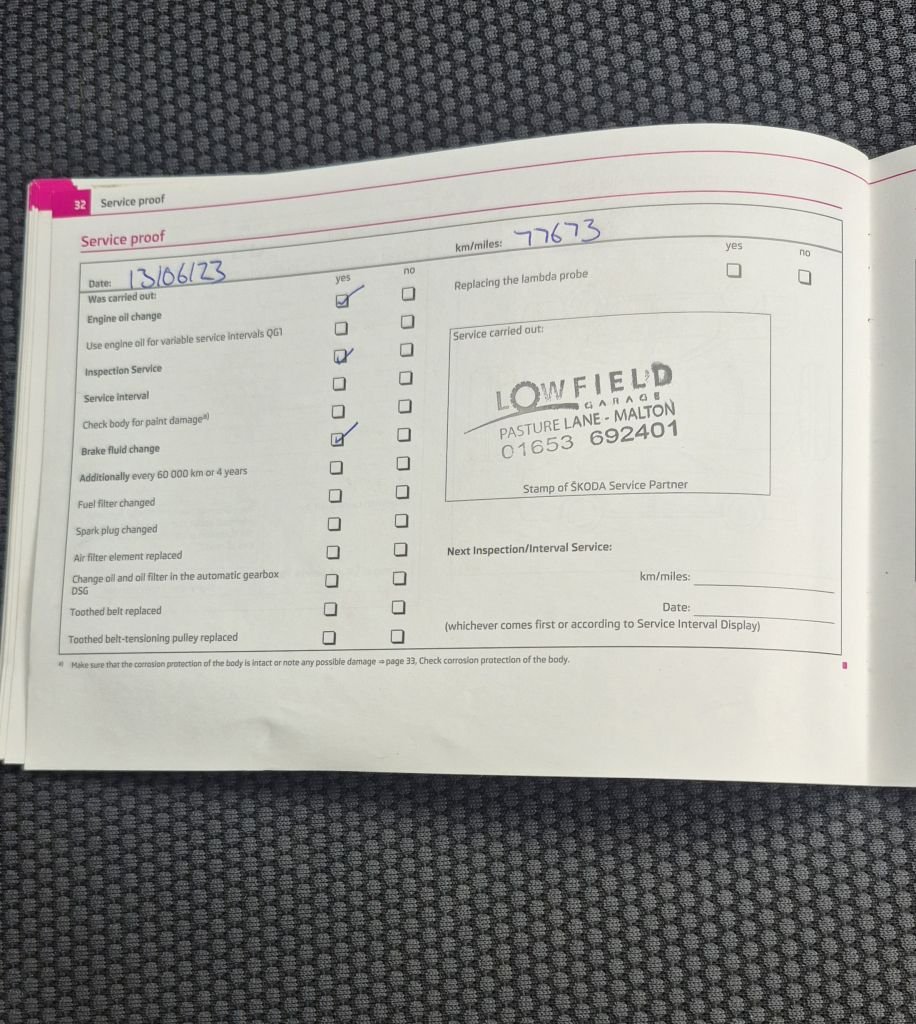 32 Service proof
Service proof
Date: 13/06/23
km/miles: 77673
Was carried out:
yes no
Engine oil change
Use engine oil for variable service intervals QG1
Inspection Service
Service interval
Check body for paint damage a)
Brake fluid change
Additionally every 60 000 km or 4 years
Fuel filter changed
Spark plug changed
Air filter element replaced
Change oil and oil filter in the automatic gearbox
DSG
Toothed belt replaced
Toothed belt-tensioning pulley replaced
yes no
Replacing the lambda probe
Service carried out:
LOWFIELD
GARAGE
PASTURE LANE - MALTON
01653 692401
Stamp of ŠKODA Service Partner
Next Inspection/Interval Service:
km/miles:
Date:
(whichever comes first or according to Service Interval Display)
a) Make sure that the corrosion protection of the body is intact or note any possible damage ⇒ page 33, Check corrosion protection of the body.